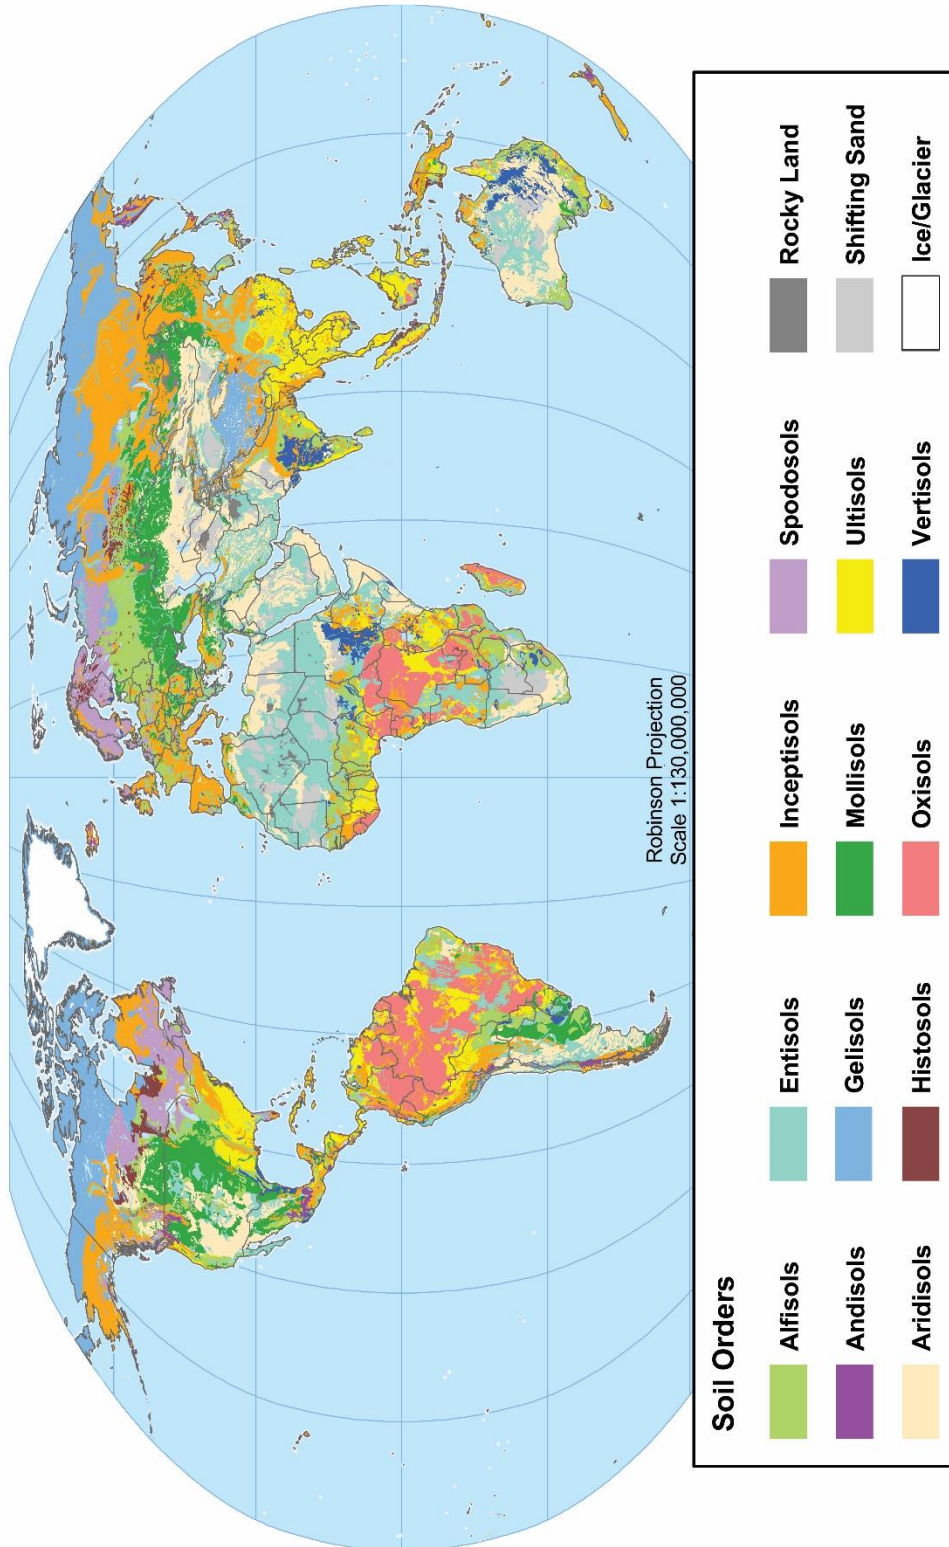 Robinson Projection
Scale 1:130,000,000
Soil Orders
Alfisols
Entisols
Inceptisols
Spodosols
Rocky Land
Andisols
Gelisols
Mollisols
Ultisols
Shifting Sand
Aridisols
Histosols
Oxisols
Vertisols
Ice/Glacier